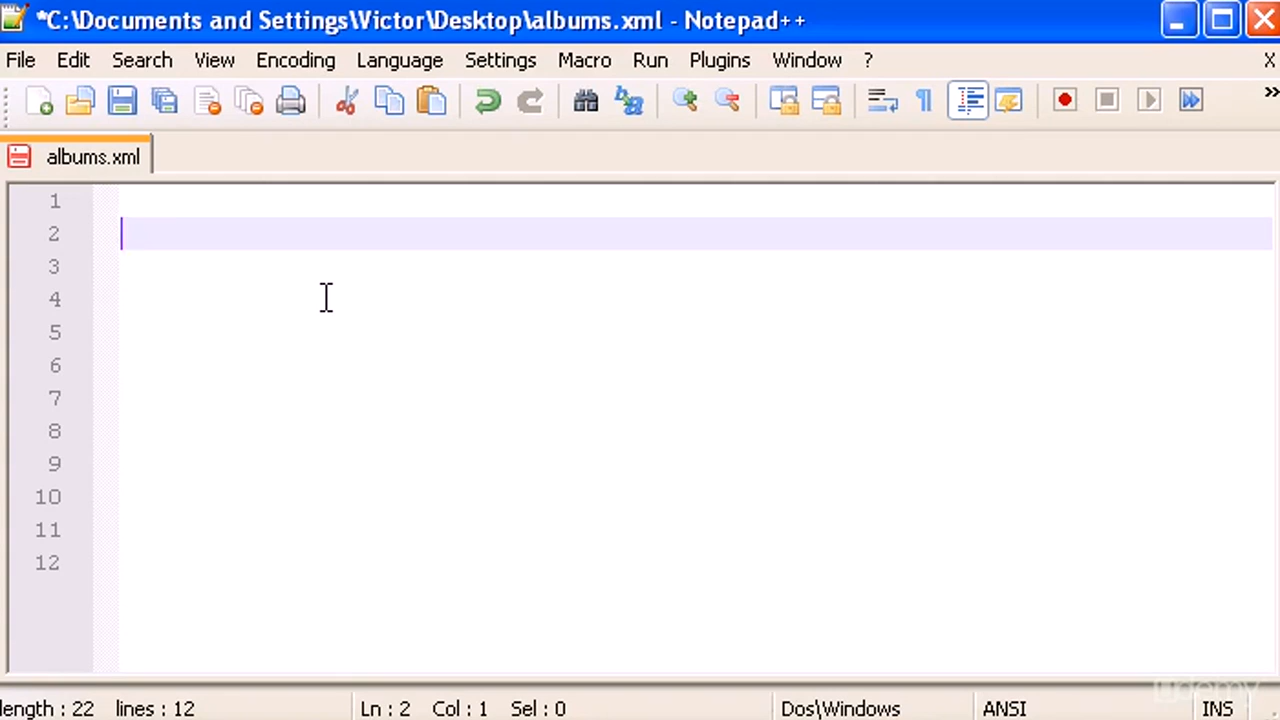 *C:\Documents and Settings\Victor\Desktop\albums.xml - Notepad++
File Edit Search View Encoding Language Settings Macro Run Plugins Window ? X
albums.xml
1
2
3
4
5
6
7
8
9
10
11
12
udemy
length : 22 lines : 12 Ln : 2 Col : 1 Sel : 0 Dos\Windows ANSI INS